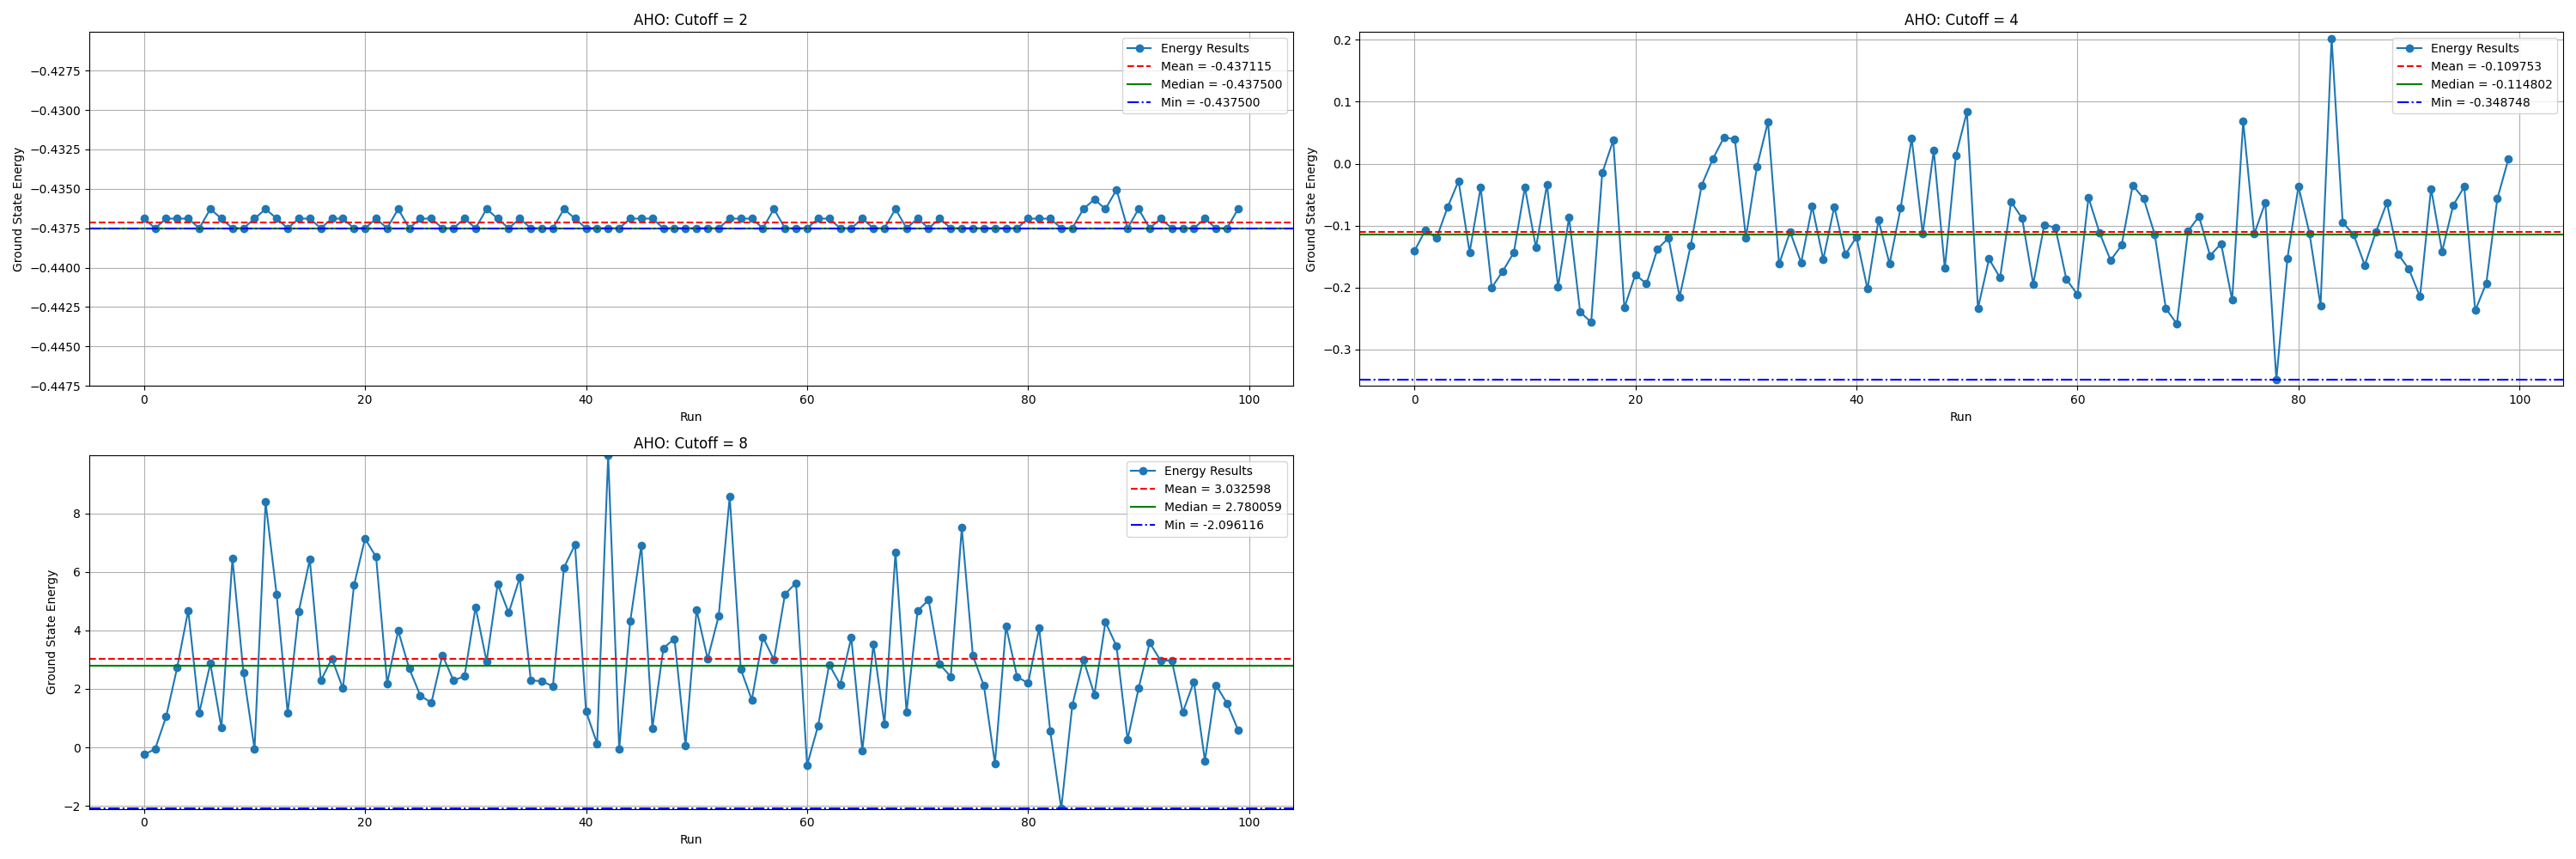 AHO: Cutoff = 2
Ground State Energy
−0.4275
−0.4300
−0.4325
−0.4350
−0.4375
−0.4400
−0.4425
−0.4450
−0.4475
Energy Results
Mean = -0.437115
Median = -0.437500
Min = -0.437500
0 20 40 60 80 100
Run
AHO: Cutoff = 4
Ground State Energy
0.2
0.1
0.0
−0.1
−0.2
−0.3
Energy Results
Mean = -0.109753
Median = -0.114802
Min = -0.348748
0 20 40 60 80 100
Run
AHO: Cutoff = 8
Ground State Energy
8
6
4
2
0
−2
Energy Results
Mean = 3.032598
Median = 2.780059
Min = -2.096116
0 20 40 60 80 100
Run